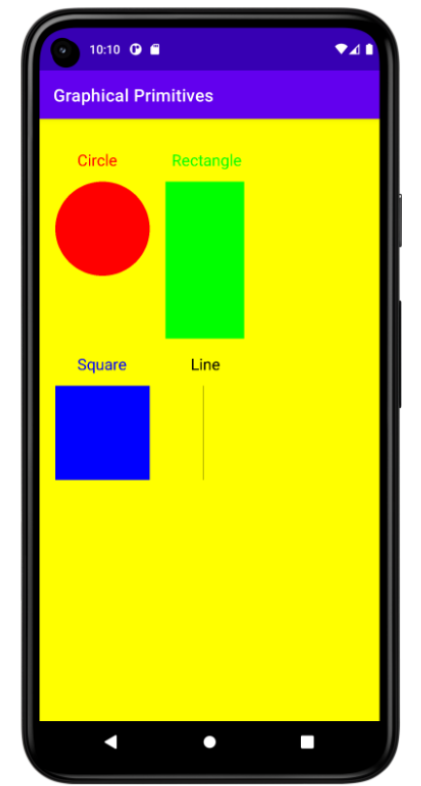 10:10
Graphical Primitives
Circle Rectangle
Square Line